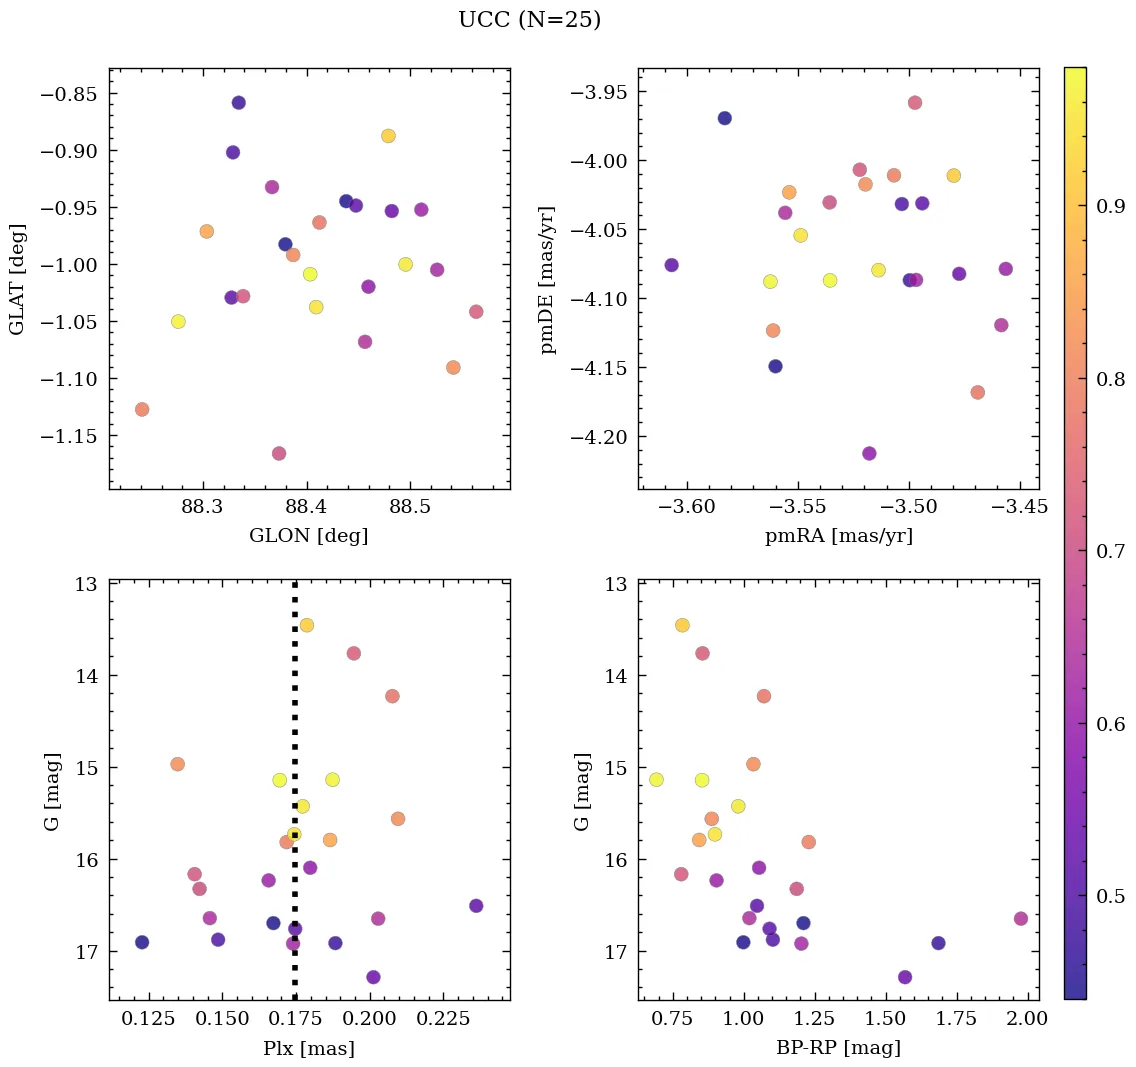 UCC (N=25)
−0.85
−0.90
−0.95
−1.00
−1.05
−1.10
−1.15
GLAT [deg]
88.3 88.4 88.5
GLON [deg]
−3.95
−4.00
−4.05
−4.10
−4.15
−4.20
pmDE [mas/yr]
−3.60 −3.55 −3.50 −3.45
pmRA [mas/yr]
0.9
0.8
0.7
0.6
0.5
13
14
15
16
17
G [mag]
0.125 0.150 0.175 0.200 0.225
Plx [mas]
13
14
15
16
17
G [mag]
0.75 1.00 1.25 1.50 1.75 2.00
BP-RP [mag]